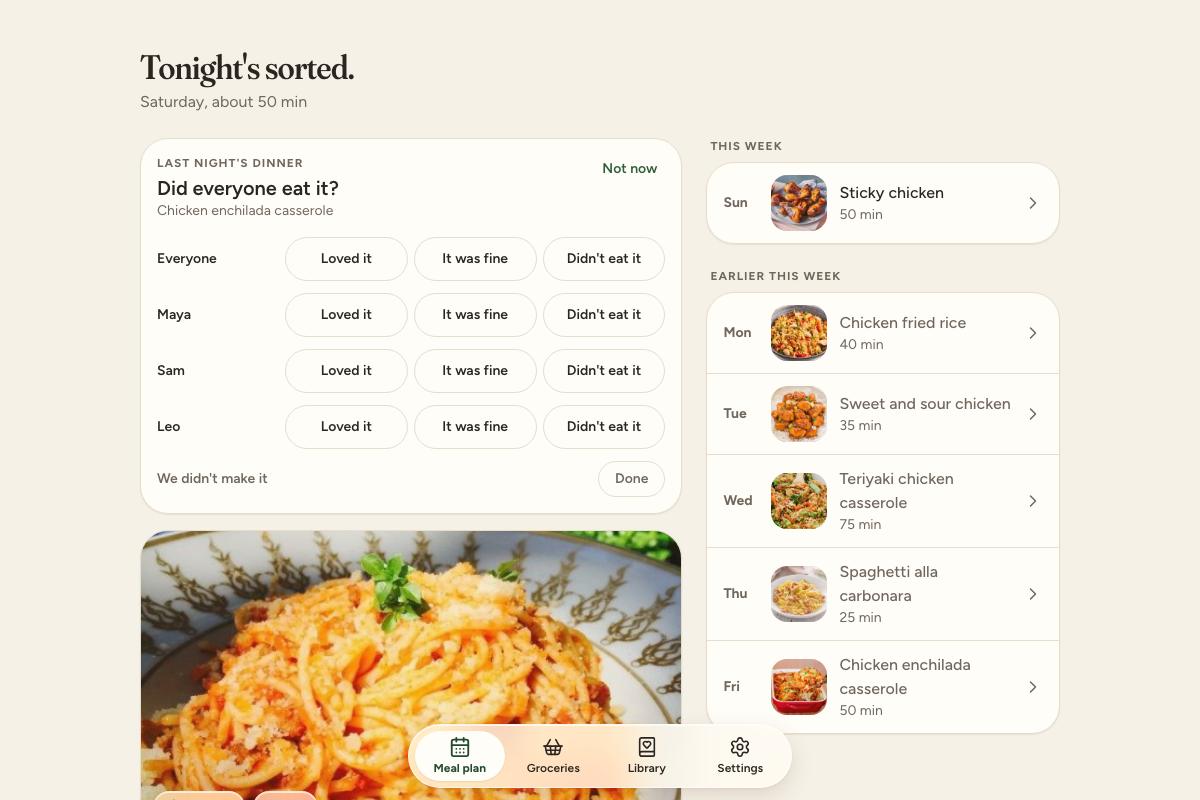 Tonight's sorted.
Saturday, about 50 min
LAST NIGHT'S DINNER
Not now
Did everyone eat it?
Chicken enchilada casserole
Everyone
Loved it
It was fine
Didn't eat it
Maya
Loved it
It was fine
Didn't eat it
Sam
Loved it
It was fine
Didn't eat it
Leo
Loved it
It was fine
Didn't eat it
We didn't make it
Done
THIS WEEK
Sun
Sticky chicken
50 min
EARLIER THIS WEEK
Mon
Chicken fried rice
40 min
Tue
Sweet and sour chicken
35 min
Wed
Teriyaki chicken
casserole
75 min
Thu
Spaghetti alla
carbonara
25 min
Fri
Chicken enchilada
casserole
50 min
Meal plan
Groceries
Library
Settings